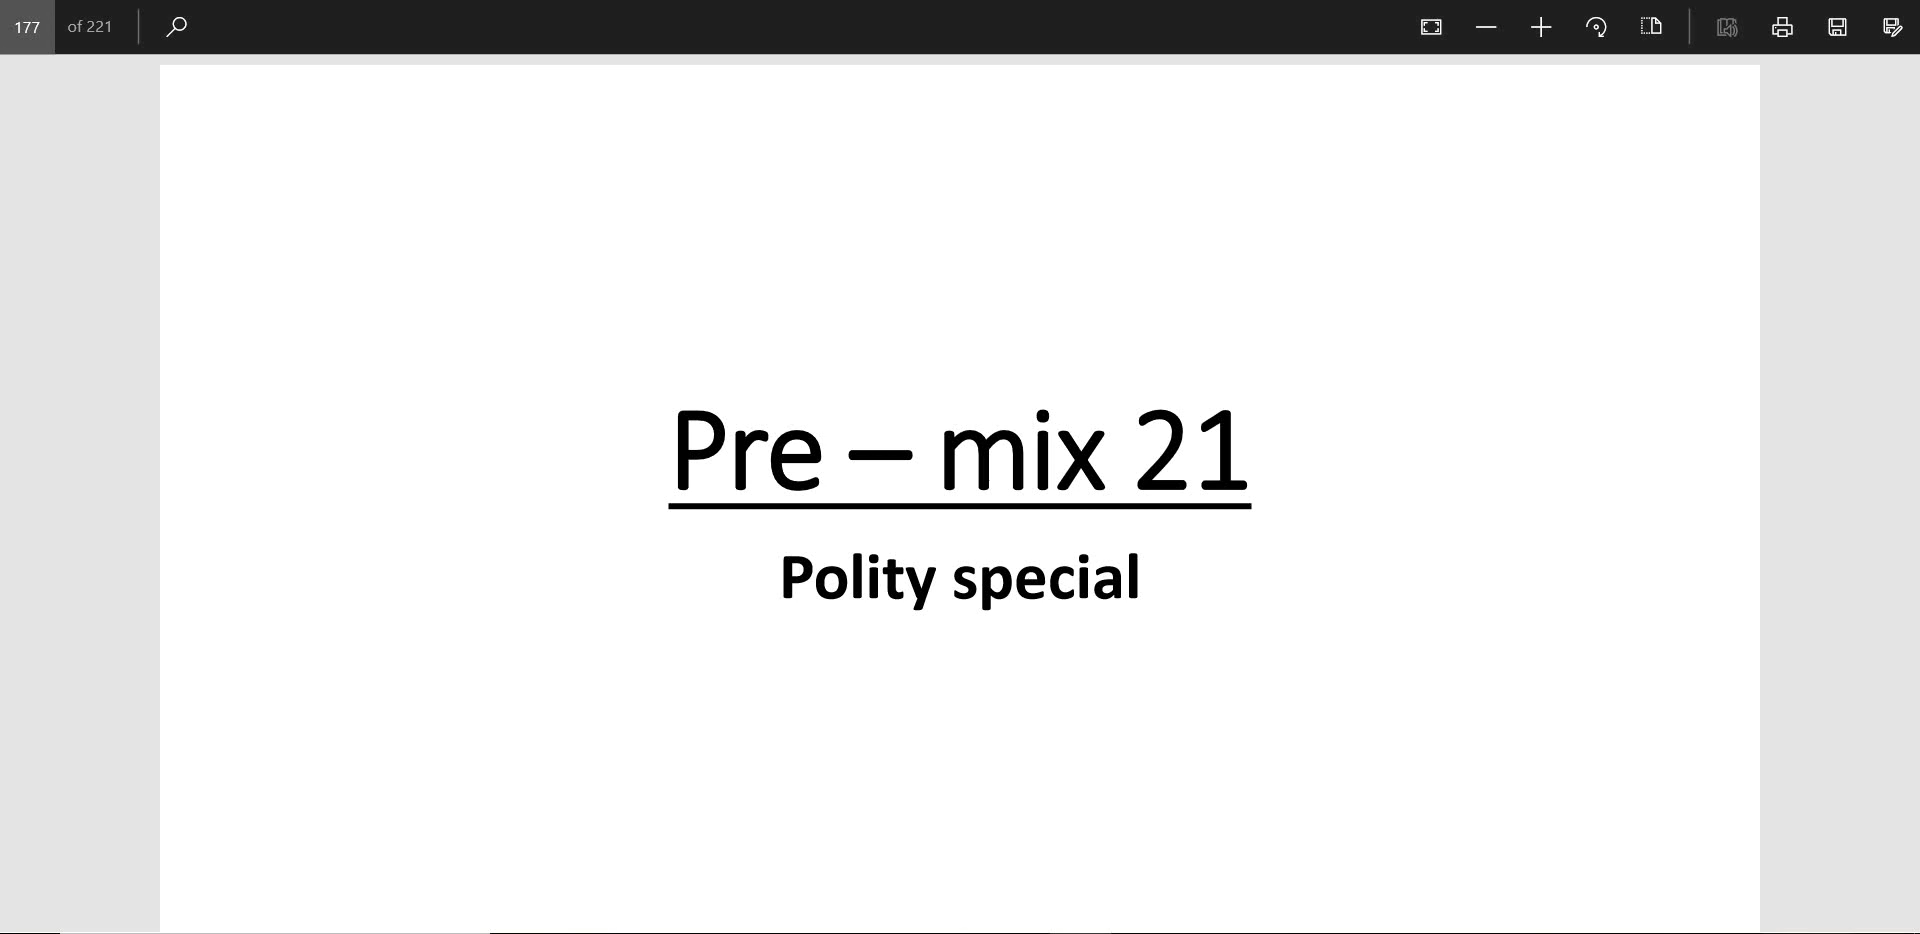 177 of 221
Pre – mix 21
Polity special